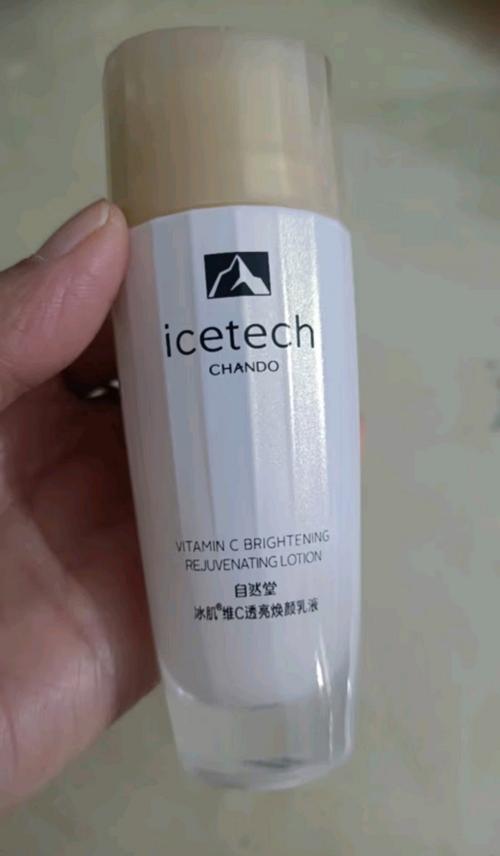 icetech
CHANDO
VITAMIN C BRIGHTENING
REJUVENATING LOTION
自然堂
冰肌®维C透亮焕颜乳液